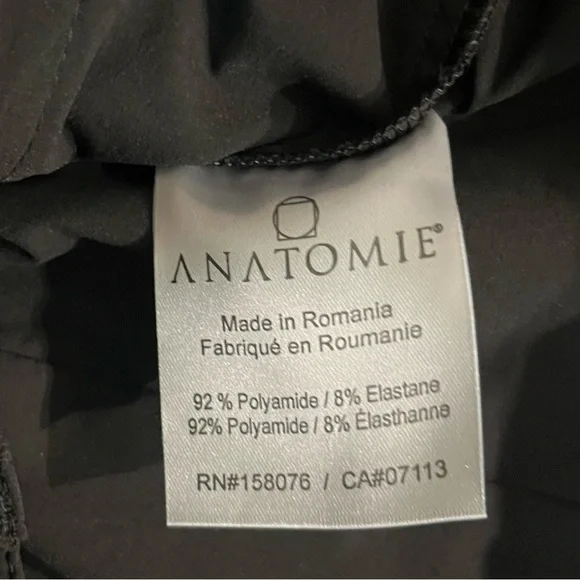 ANATOMIE®
Made in Romania
Fabriqué en Roumanie
92 % Polyamide / 8% Elastane
92% Polyamide / 8% Élasthanne
RN#158076 / CA#07113